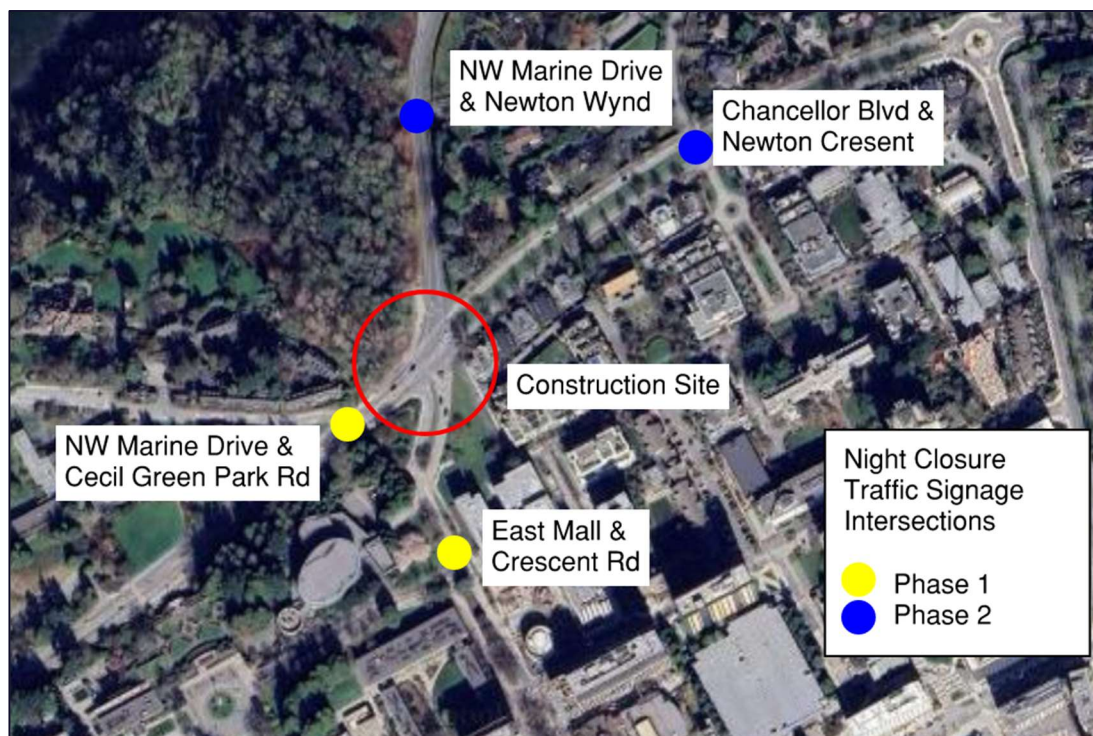 NW Marine Drive
& Newton Wynd
Chancellor Blvd &
Newton Cresent
Construction Site
NW Marine Drive &
Cecil Green Park Rd
East Mall &
Crescent Rd
Night Closure
Traffic Signage
Intersections
Phase 1
Phase 2